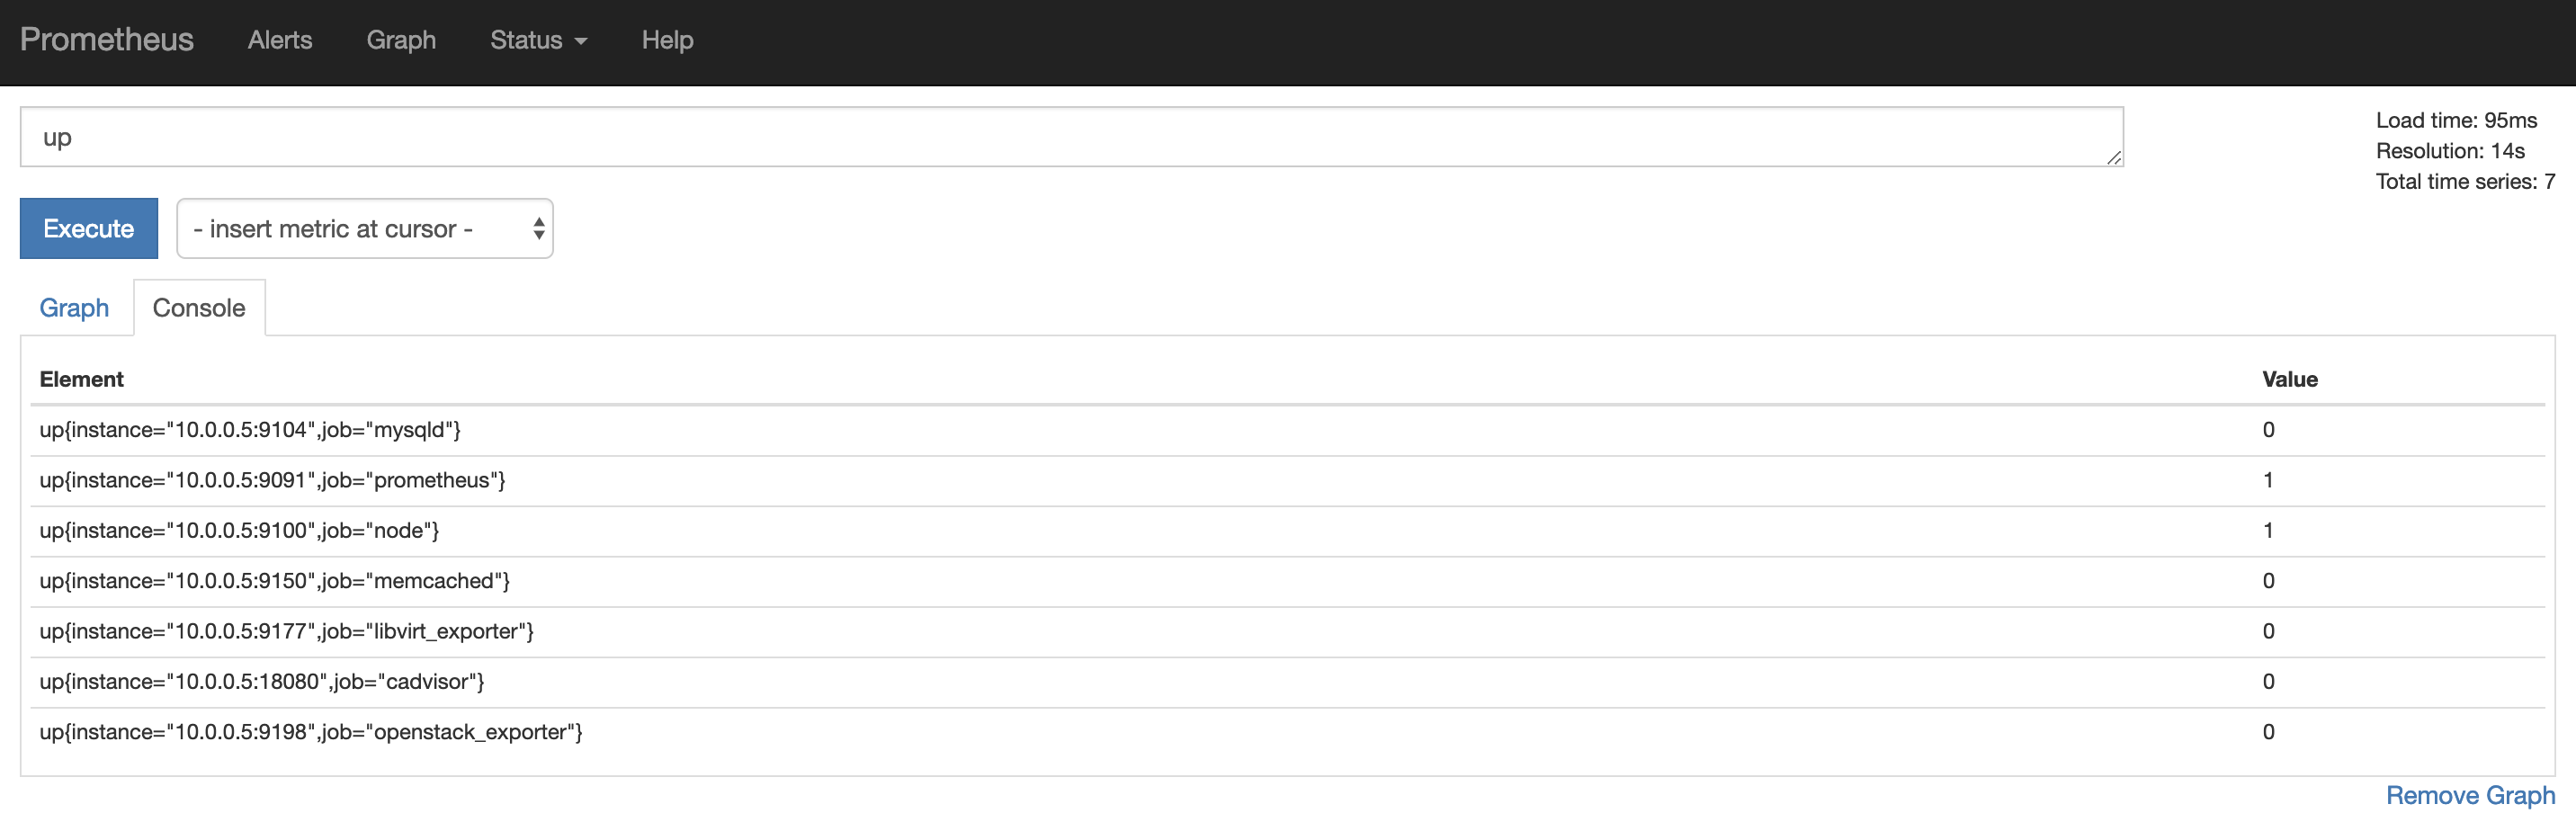 Prometheus Alerts Graph Status Help
up
Load time: 95ms
Resolution: 14s
Total time series: 7
Execute - insert metric at cursor -
Graph Console
Element Value
up{instance="10.0.0.5:9104",job="mysqld"} 0
up{instance="10.0.0.5:9091",job="prometheus"} 1
up{instance="10.0.0.5:9100",job="node"} 1
up{instance="10.0.0.5:9150",job="memcached"} 0
up{instance="10.0.0.5:9177",job="libvirt_exporter"} 0
up{instance="10.0.0.5:18080",job="cadvisor"} 0
up{instance="10.0.0.5:9198",job="openstack_exporter"} 0
Remove Graph